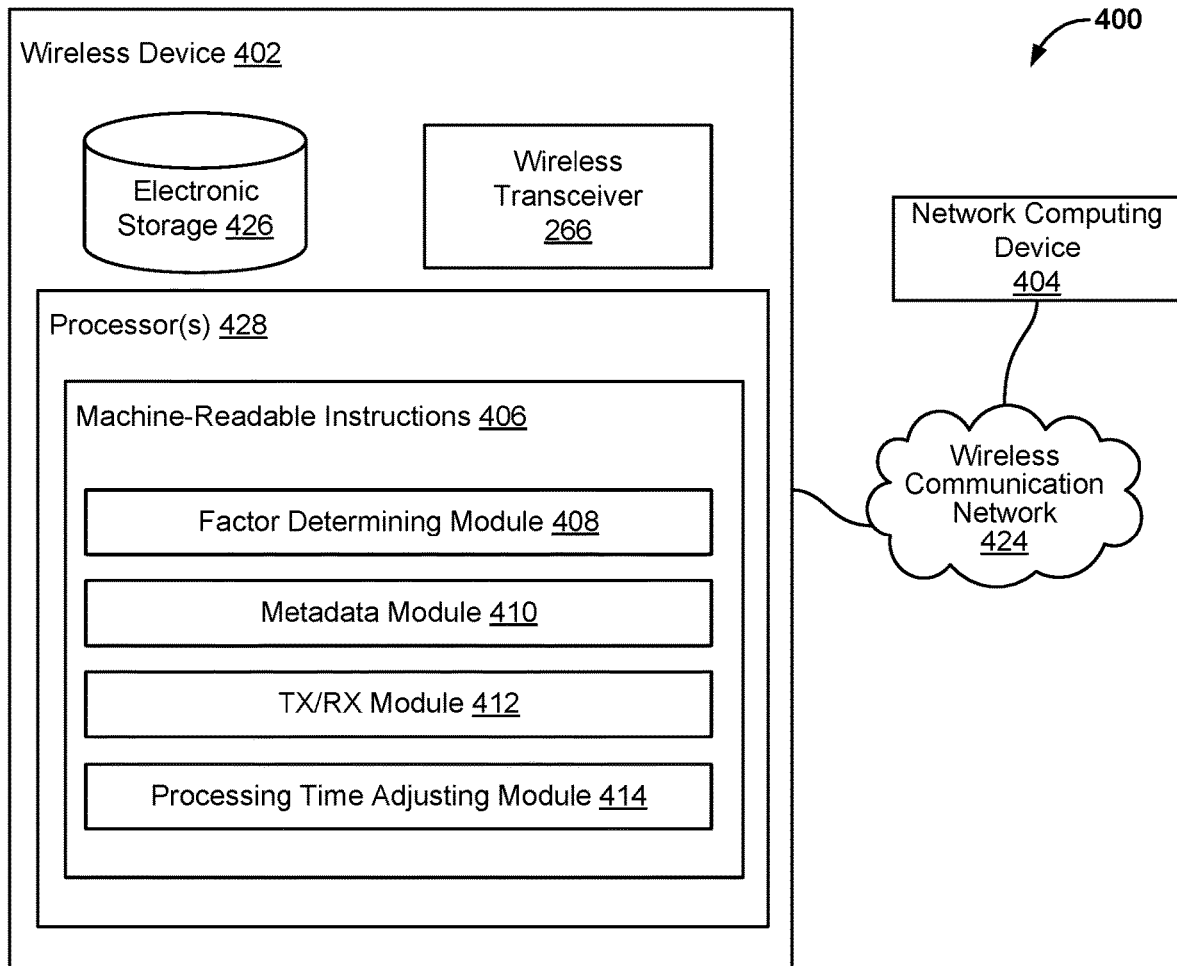 400
Wireless Device 402
Electronic
Storage 426
Wireless
Transceiver
266
Network Computing
Device
404
Processor(s) 428
Machine-Readable Instructions 406
Factor Determining Module 408
Metadata Module 410
TX/RX Module 412
Processing Time Adjusting Module 414
Wireless
Communication
Network
424